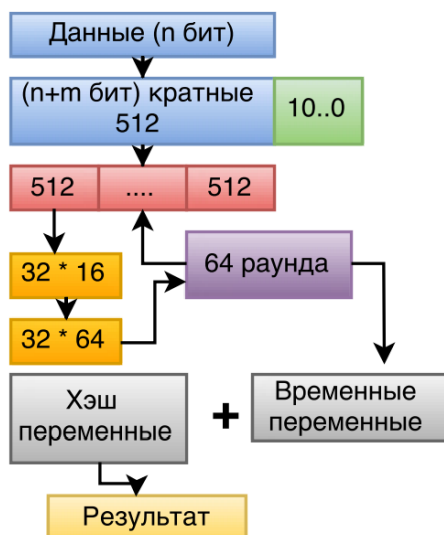 Данные (n бит)
(n+m бит) кратные
512
10..0
512 .... 512
32 * 16
64 раунда
32 * 64
Хэш
переменные
+
Временные
переменные
Результат